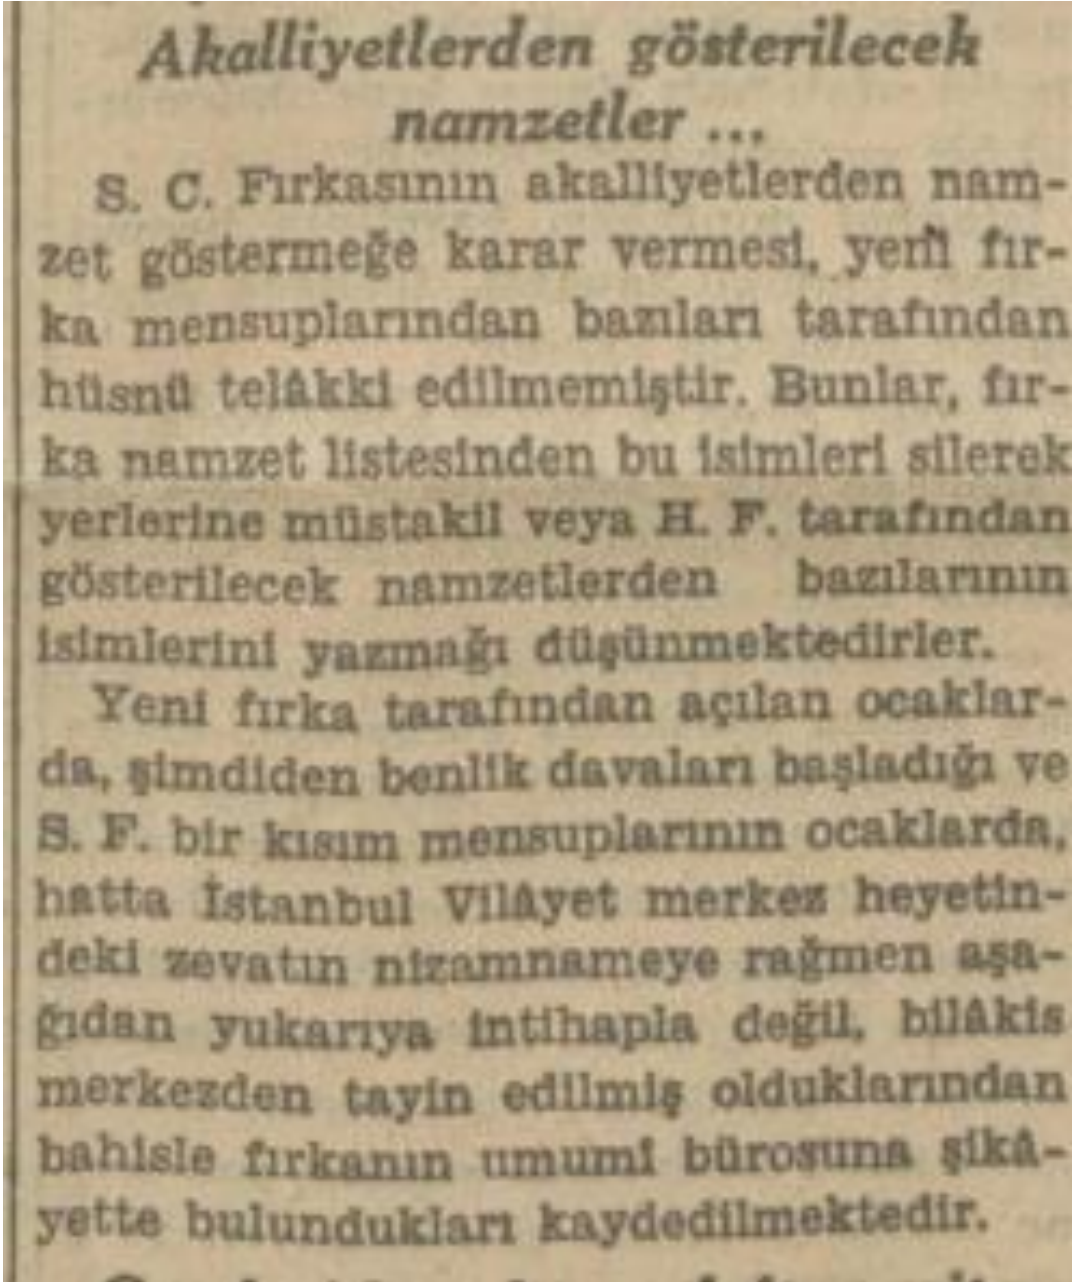 Akalliyetlerden gösterilecek
namzetler ...
S. C. Fırkasının akalliyetlerden nam-
zet göstermeğe karar vermesi, yeni fır-
ka mensuplarından bazıları tarafından
hüsnü telâkki edilmemiştir. Bunlar, fır-
ka namzet listesinden bu isimleri silerek
yerlerine müstakil veya H. F. tarafından
gösterilecek namzetlerden bazılarının
isimlerini yazmağı düşünmektedirler.
Yeni fırka tarafından açılan ocaklar-
da, şimdiden benlik davaları başladığı ve
S. F. bir kısım mensuplarının ocaklarda,
hatta İstanbul Vilâyet merkez heyetin-
deki zevatın nizamnameye rağmen aşa-
ğıdan yukarıya intihapla değil, bilâkis
merkezden tayin edilmiş olduklarından
bahisle fırkanın umumî bürosuna şikâ-
yette bulundukları kaydedilmektedir.